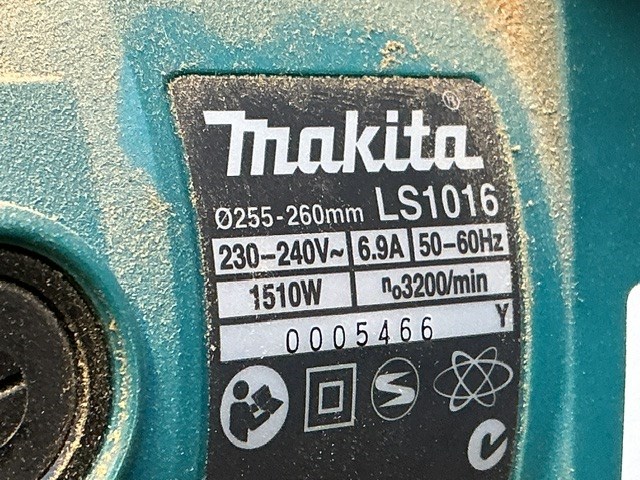 makita®
Ø255-260mm LS1016
230-240V~ 6.9A 50-60Hz
1510W n₀3200/min
0005466 Y